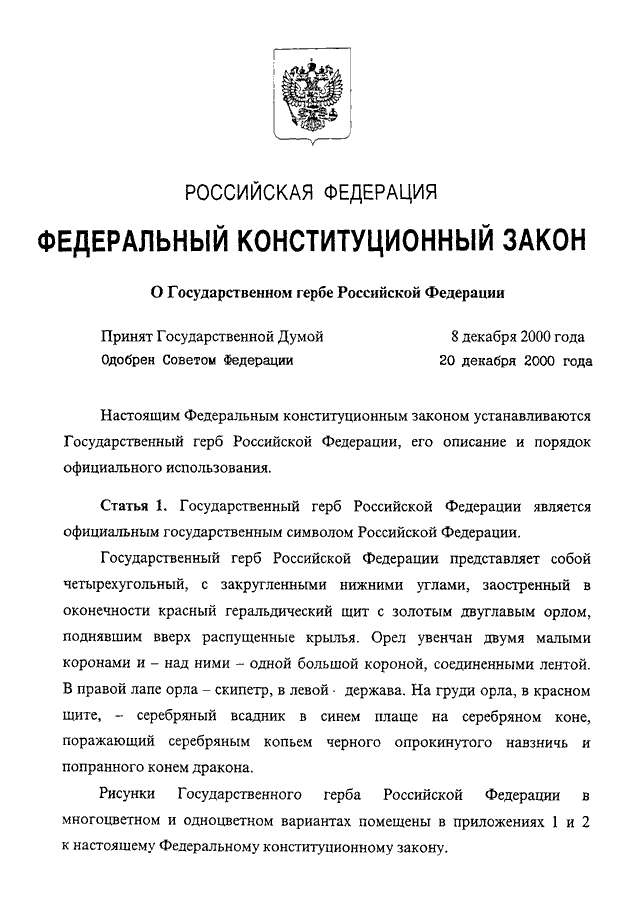 РОССИЙСКАЯ ФЕДЕРАЦИЯ
ФЕДЕРАЛЬНЫЙ КОНСТИТУЦИОННЫЙ ЗАКОН
О Государственном гербе Российской Федерации
Принят Государственной Думой 8 декабря 2000 года
Одобрен Советом Федерации 20 декабря 2000 года
Настоящим Федеральным конституционным законом устанавливаются
Государственный герб Российской Федерации, его описание и порядок
официального использования.
Статья 1. Государственный герб Российской Федерации является
официальным государственным символом Российской Федерации.
Государственный герб Российской Федерации представляет собой
четырехугольный, с закругленными нижними углами, заостренный в
оконечности красный геральдический щит с золотым двуглавым орлом,
поднявшим вверх распущенные крылья. Орел увенчан двумя малыми
коронами и – над ними – одной большой короной, соединенными лентой.
В правой лапе орла – скипетр, в левой - держава. На груди орла, в красном
щите, – серебряный всадник в синем плаще на серебряном коне,
поражающий серебряным копьем черного опрокинутого навзничь и
попранного конем дракона.
Рисунки Государственного герба Российской Федерации в
многоцветном и одноцветном вариантах помещены в приложениях 1 и 2
к настоящему Федеральному конституционному закону.